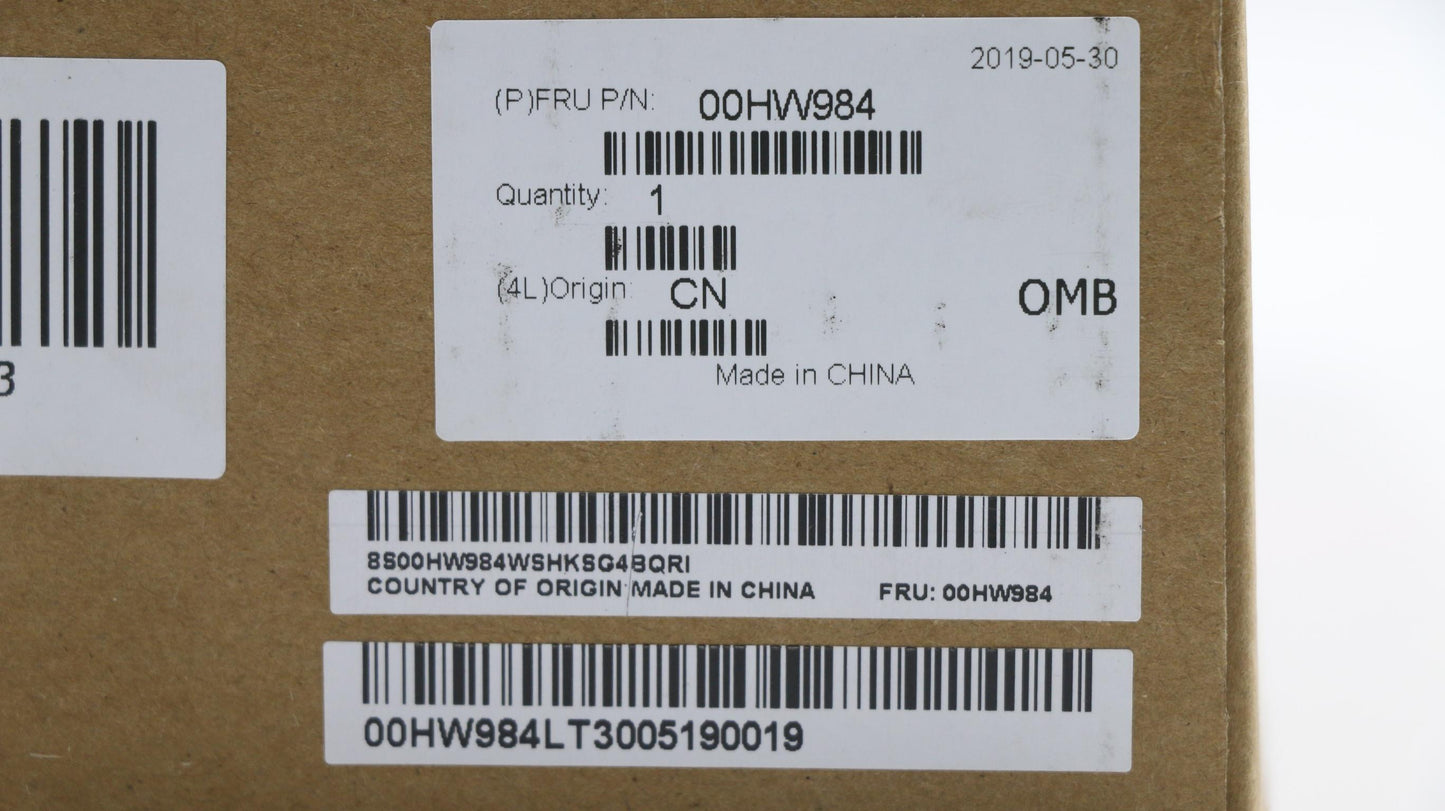 2019-05-30
(P)FRU P/N: 00HW984
Quantity: 1
(4L)Origin: CN
OMB
Made in CHINA
3
8S00HW984WSHKSG4BQRI
COUNTRY OF ORIGIN:MADE IN CHINA FRU: 00HW984
00HW984LT3005190019